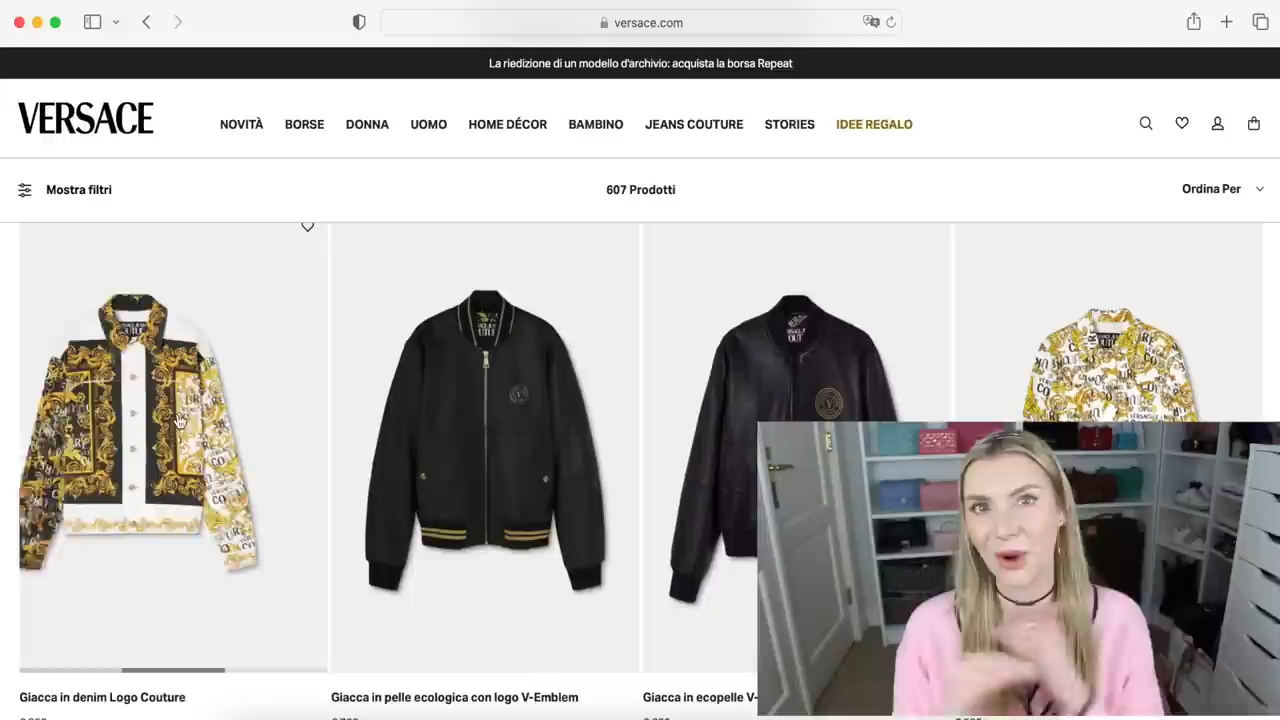 versace.com
La riedizione di un modello d'archivio: acquista la borsa Repeat
VERSACE
NOVITÀ BORSE DONNA UOMO HOME DÉCOR BAMBINO JEANS COUTURE STORIES IDEE REGALO
Mostra filtri
607 Prodotti
Ordina Per
Giacca in denim Logo Couture
Giacca in pelle ecologica con logo V-Emblem
Giacca in ecopelle V-